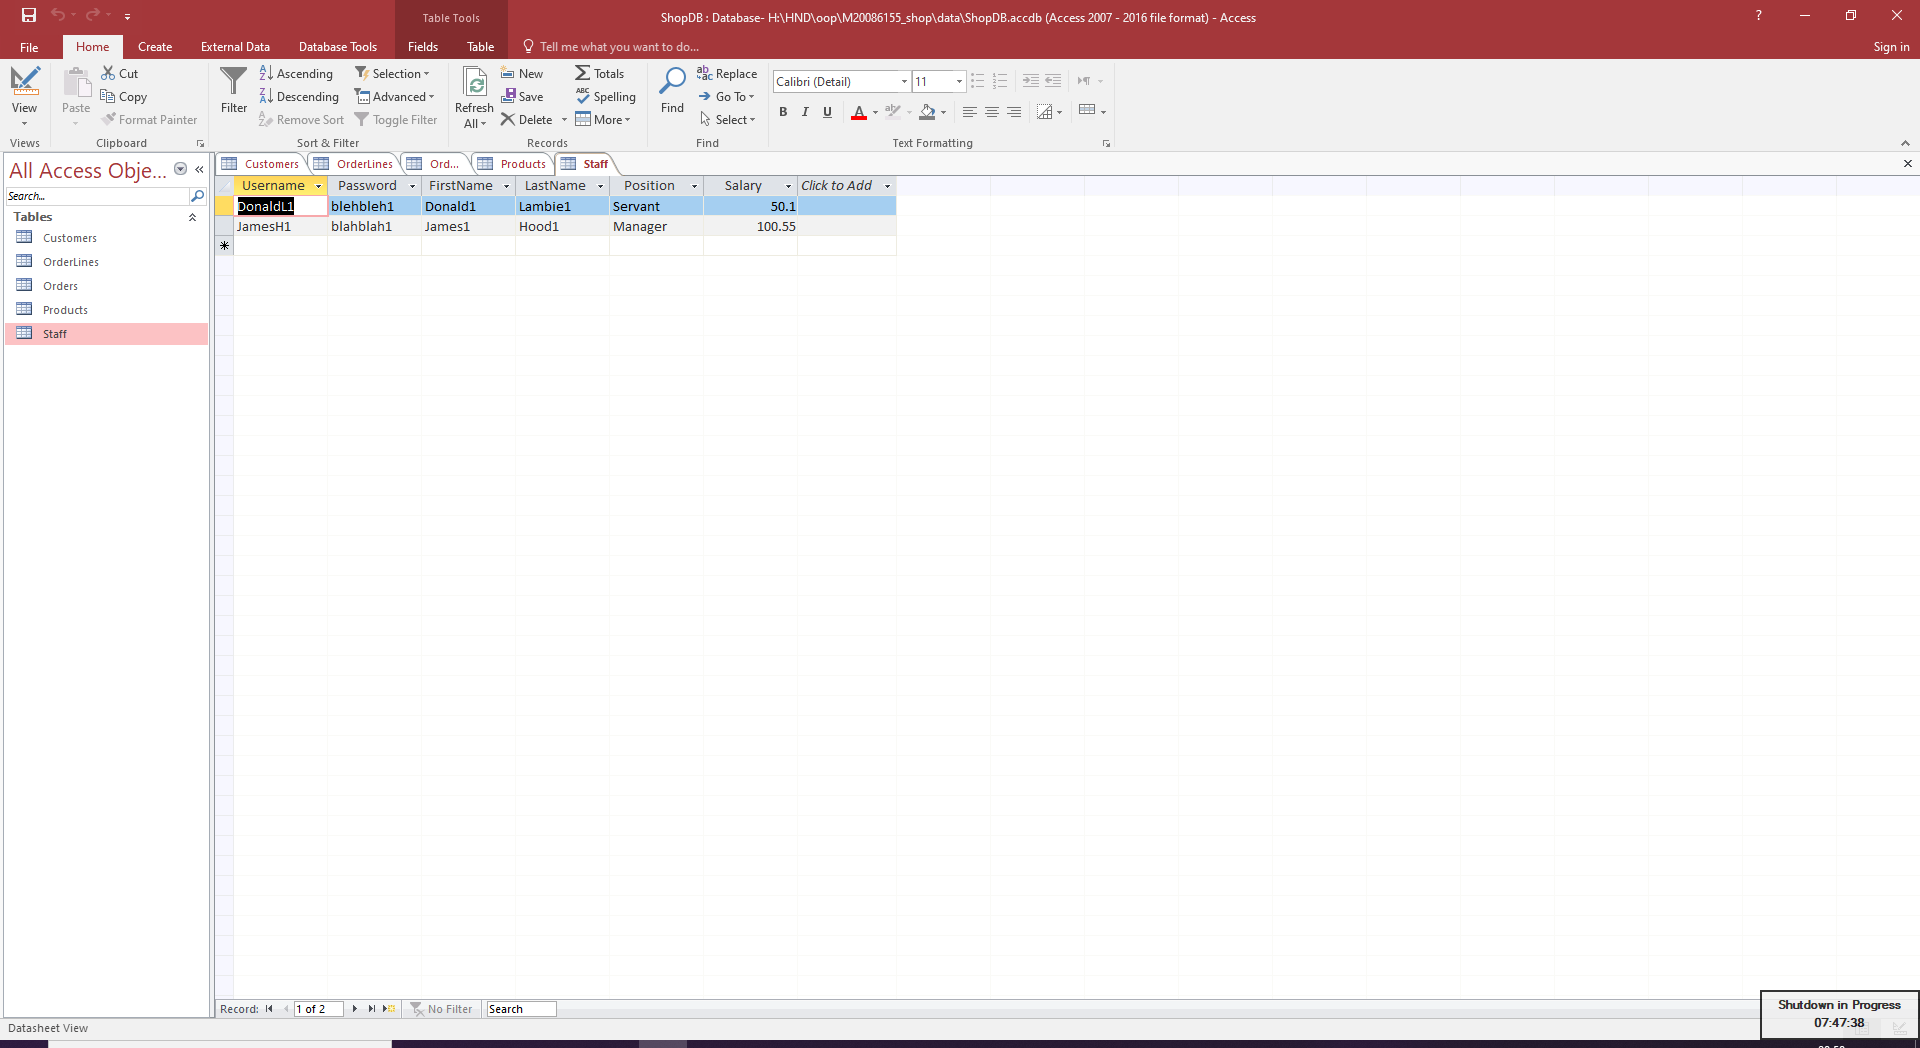 Table Tools
ShopDB : Database- H:\HND\oop\M20086155_shop\data\ShopDB.accdb (Access 2007 - 2016 file format) - Access
?
File Home Create External Data Database Tools Fields Table Tell me what you want to do... Sign in
View
Views
Paste
Cut
Copy
Format Painter
Clipboard
Filter
Ascending
Descending
Remove Sort
Selection
Advanced
Toggle Filter
Sort & Filter
Refresh
All
New
Save
Delete
Totals
Spelling
More
Records
Find
Replace
Go To
Select
Find
Calibri (Detail) 11
B I U A
Text Formatting
All Access Obje...
Search...
Tables
Customers
OrderLines
Orders
Products
Staff
Customers OrderLines Ord... Products Staff
Username Password FirstName LastName Position Salary Click to Add
DonaldL1 blehbleh1 Donald1 Lambie1 Servant 50.1
JamesH1 blahblah1 James1 Hood1 Manager 100.55
Record: 1 of 2 No Filter Search
Datasheet View
Shutdown in Progress
07:47:38